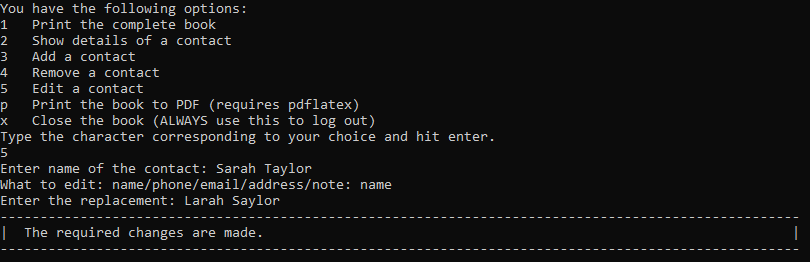 You have the following options:
1   Print the complete book
2   Show details of a contact
3   Add a contact
4   Remove a contact
5   Edit a contact
p   Print the book to PDF (requires pdflatex)
x   Close the book (ALWAYS use this to log out)
Type the character corresponding to your choice and hit enter.
5
Enter name of the contact: Sarah Taylor
What to edit: name/phone/email/address/note: name
Enter the replacement: Larah Saylor
----------------------------------------------------------------------------------------------------
|  The required changes are made.                                                                  |
----------------------------------------------------------------------------------------------------